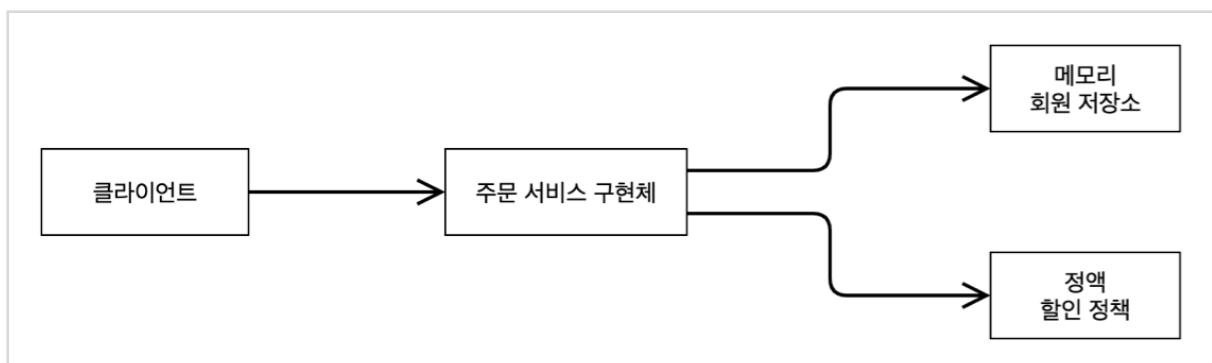 클라이언트
주문 서비스 구현체
메모리
회원 저장소
정액
할인 정책